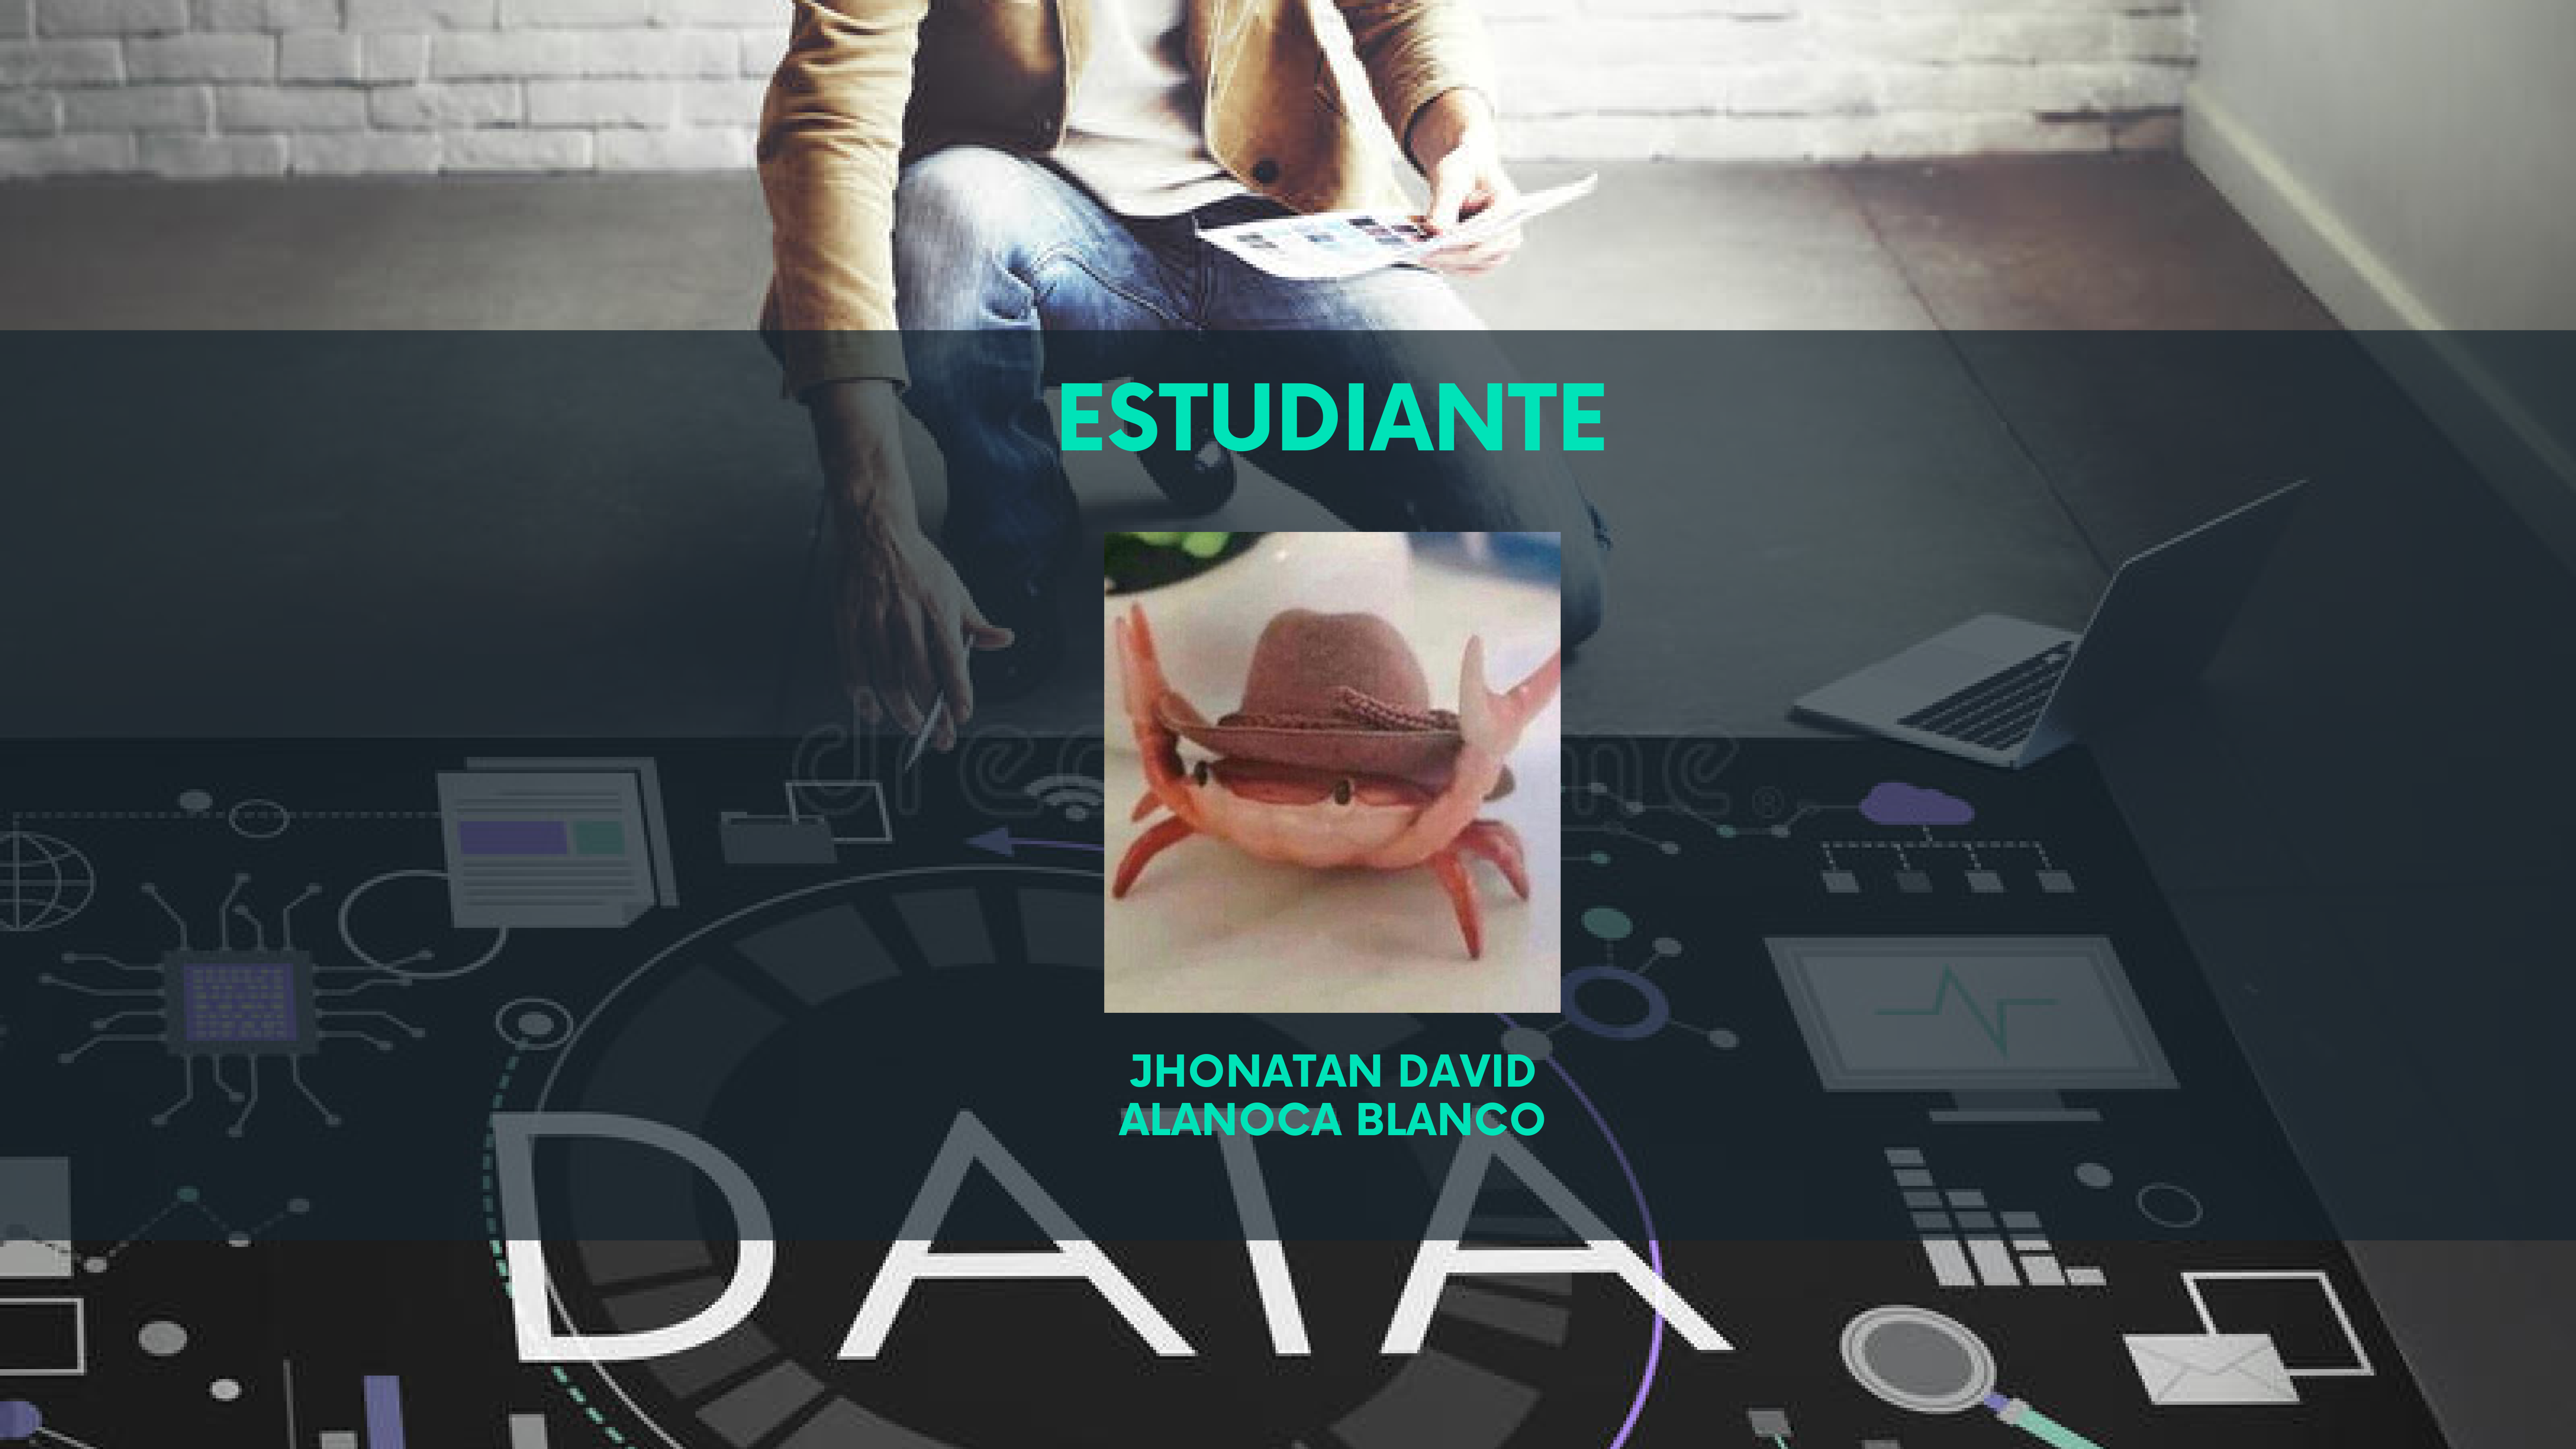 ESTUDIANTE
JHONATAN DAVID
ALANOCA BLANCO
DATA